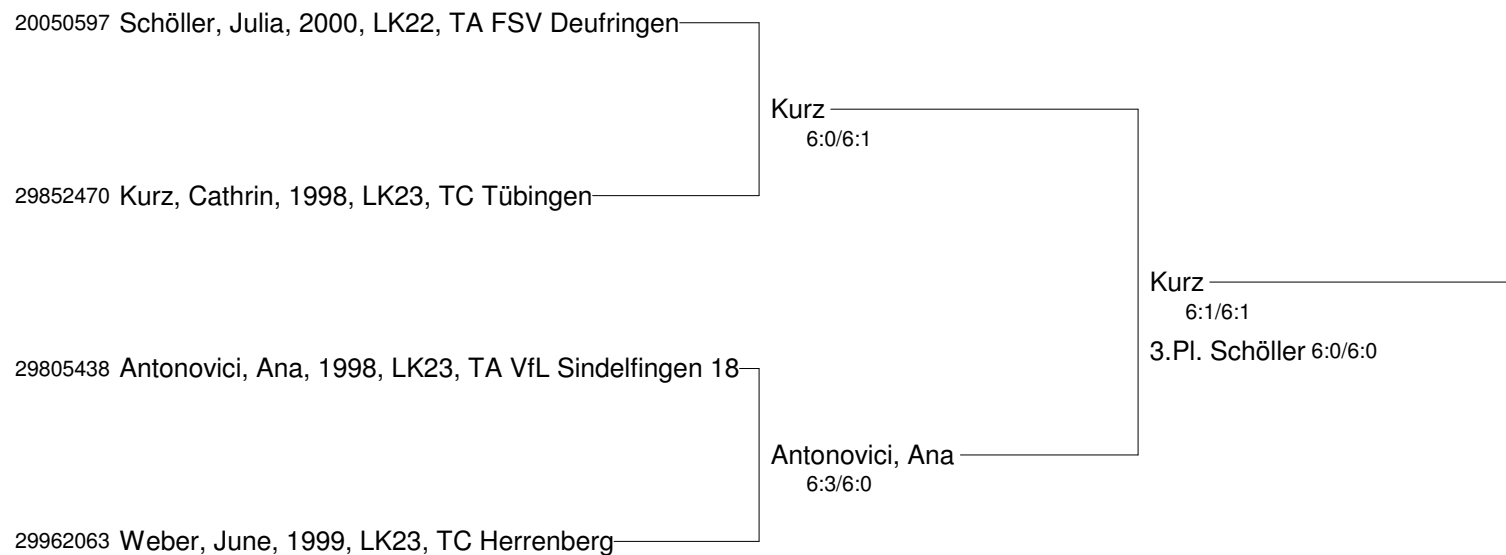 20050597 Schöller, Julia, 2000, LK22, TA FSV Deufringen
Kurz
6:0/6:1
29852470 Kurz, Cathrin, 1998, LK23, TC Tübingen
Kurz
6:1/6:1
3.Pl. Schöller 6:0/6:0
29805438 Antonovici, Ana, 1998, LK23, TA VfL Sindelfingen 18
Antonovici, Ana
6:3/6:0
29962063 Weber, June, 1999, LK23, TC Herrenberg